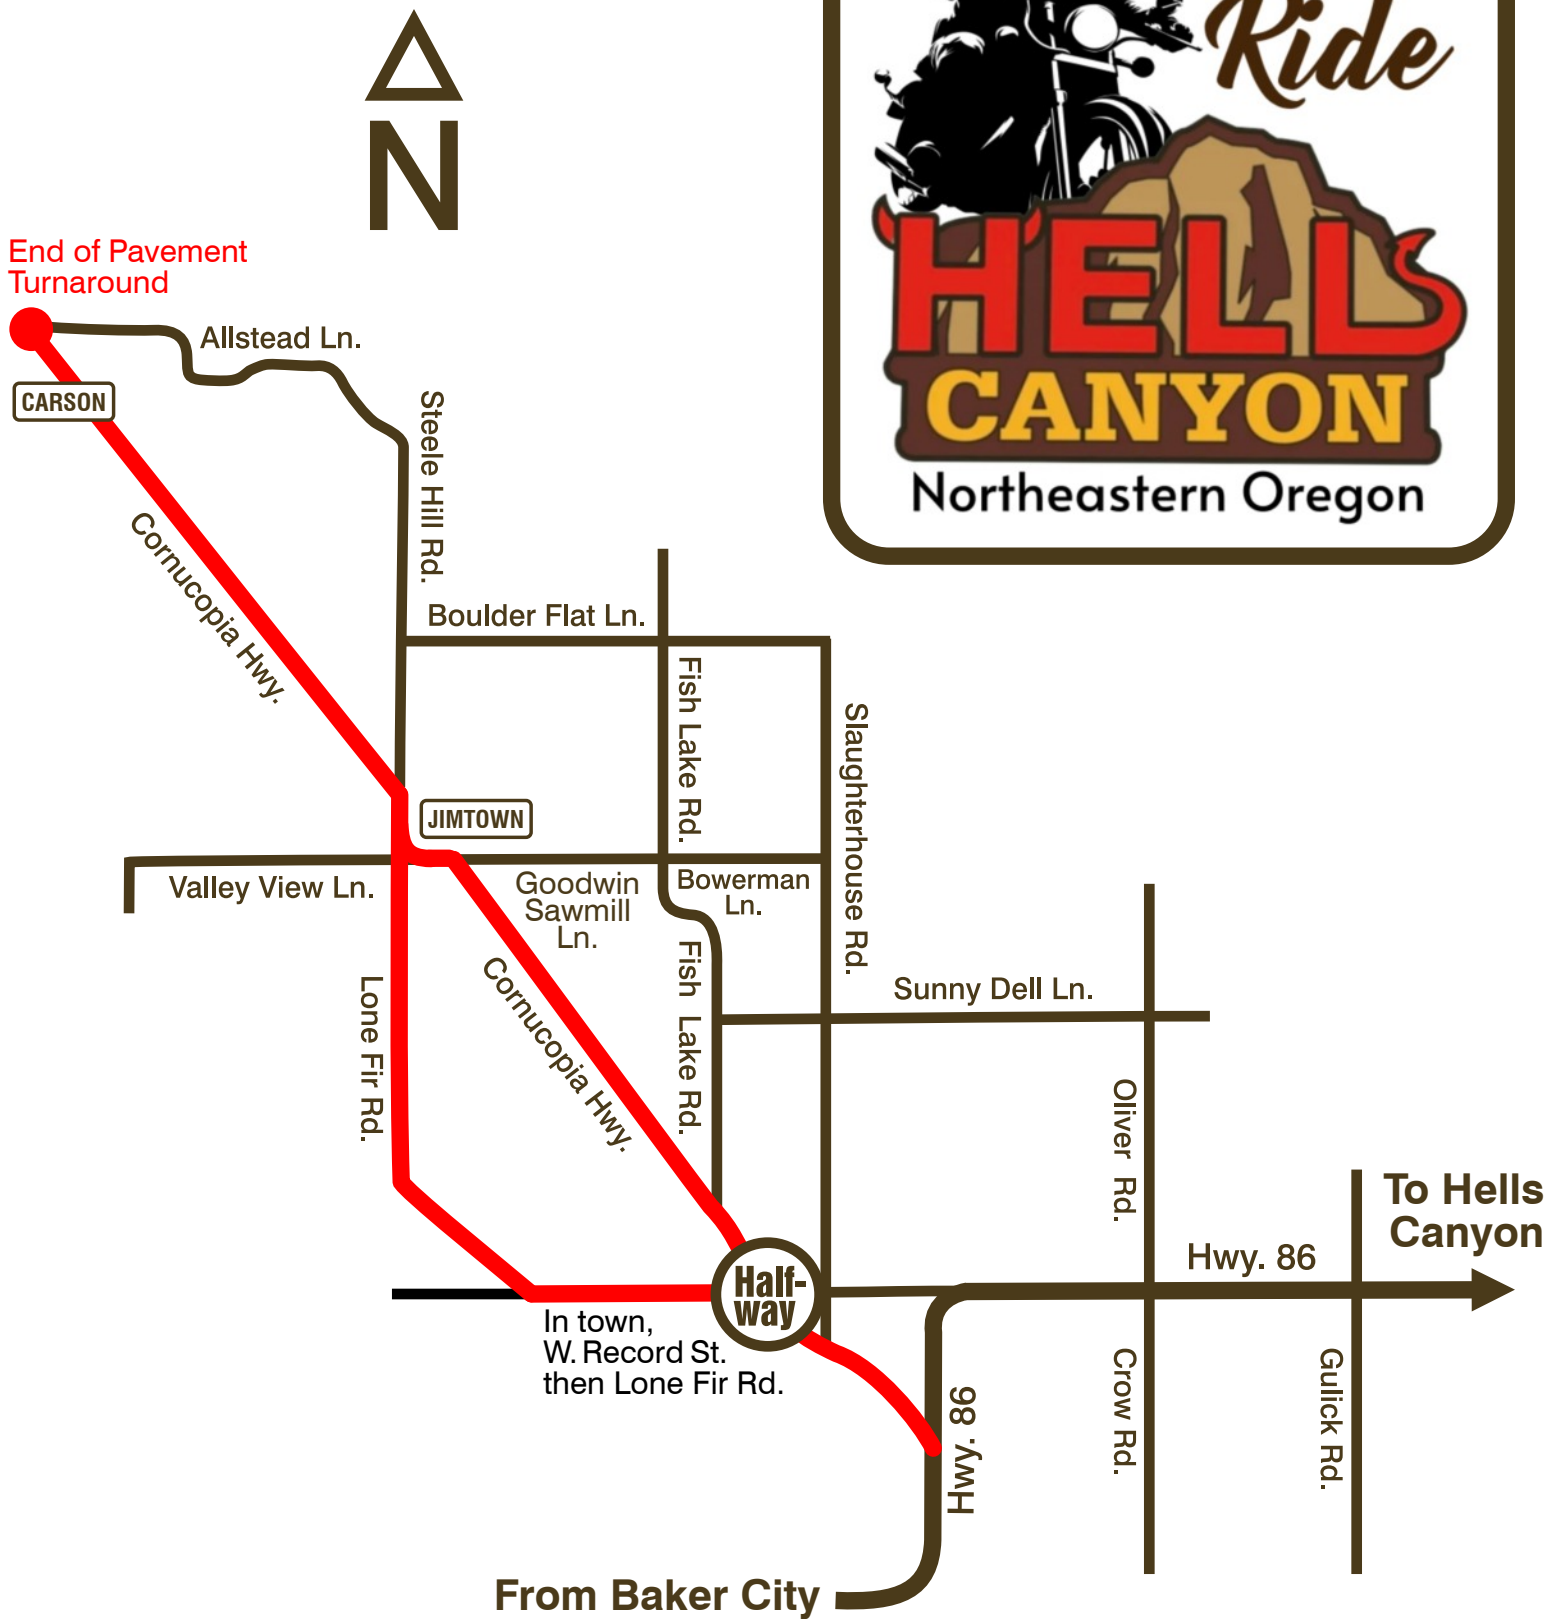 Ride
HELLS
CANYON
Northeastern Oregon
N
End of Pavement
Turnaround
Allstead Ln.
CARSON
Steele Hill Rd.
Cornucopia Hwy.
Boulder Flat Ln.
Fish Lake Rd.
Slaughterhouse Rd.
JIMTOWN
Valley View Ln.
Goodwin
Sawmill
Ln.
Bowerman
Ln.
Lone Fir Rd.
Cornucopia Hwy.
Fish Lake Rd.
Sunny Dell Ln.
Oliver Rd.
To Hells
Canyon
Hwy. 86
Half-
way
In town,
W. Record St.
then Lone Fir Rd.
Hwy. 86
Crow Rd.
Gulick Rd.
From Baker City